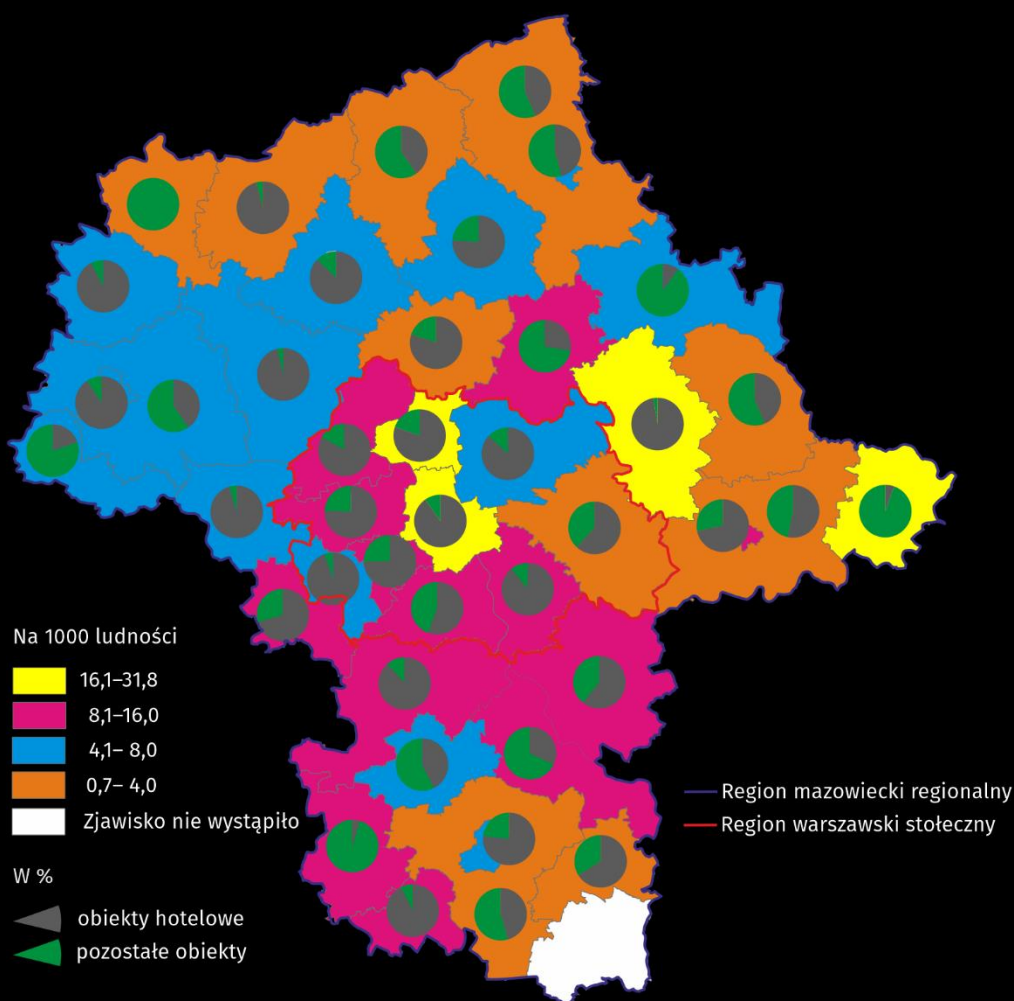 Na 1000 ludności
16,1–31,8
8,1–16,0
4,1– 8,0
0,7– 4,0
Zjawisko nie wystąpiło
W %
obiekty hotelowe
pozostałe obiekty
Region mazowiecki regionalny
Region warszawski stołeczny